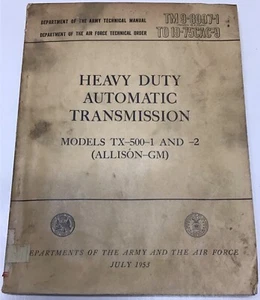 DEPARTMENT OF THE ARMY TECHNICAL MANUAL
DEPARTMENT OF THE AIR FORCE TECHNICAL ORDER
HEAVY DUTY
AUTOMATIC
TRANSMISSION
MODELS TX-500-1 AND -2
(ALLISON-GM)
DEPARTMENTS OF THE ARMY AND THE AIR FORCE
JULY 1953